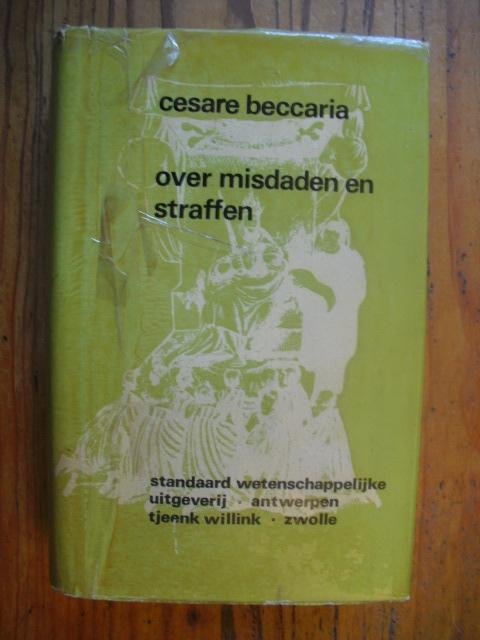 cesare beccaria
over misdaden en
straffen
standaard wetenschappelijke
uitgeverij · antwerpen
tjeenk willink · zwolle